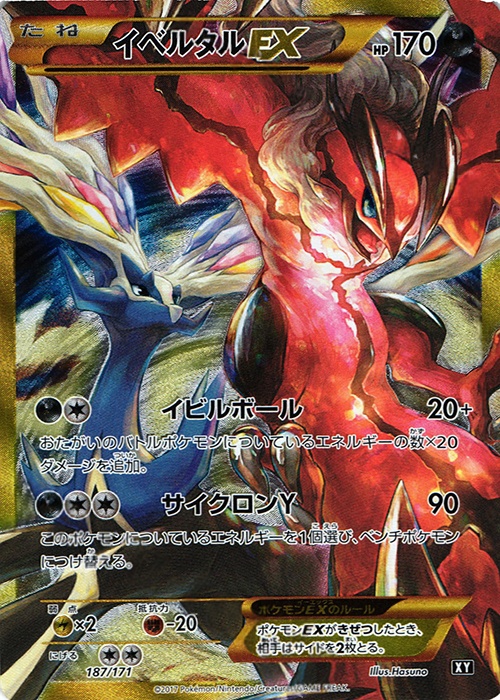 たね イベルタルEX HP170
イビルボール 20+
おたがいのバトルポケモンについているエネルギーの数×20
ダメージを追加。
サイクロンY 90
このポケモンについているエネルギーを1個選び、ベンチポケモン
につけ替える。
弱点 ×2 抵抗力 -20
にげる
187/171
ポケモンEXのルール
ポケモンEXがきぜつしたとき、
相手はサイドを2枚とる。
Illus.Hasuno XY
©2017 Pokémon/Nintendo/Creatures/GAME FREAK.